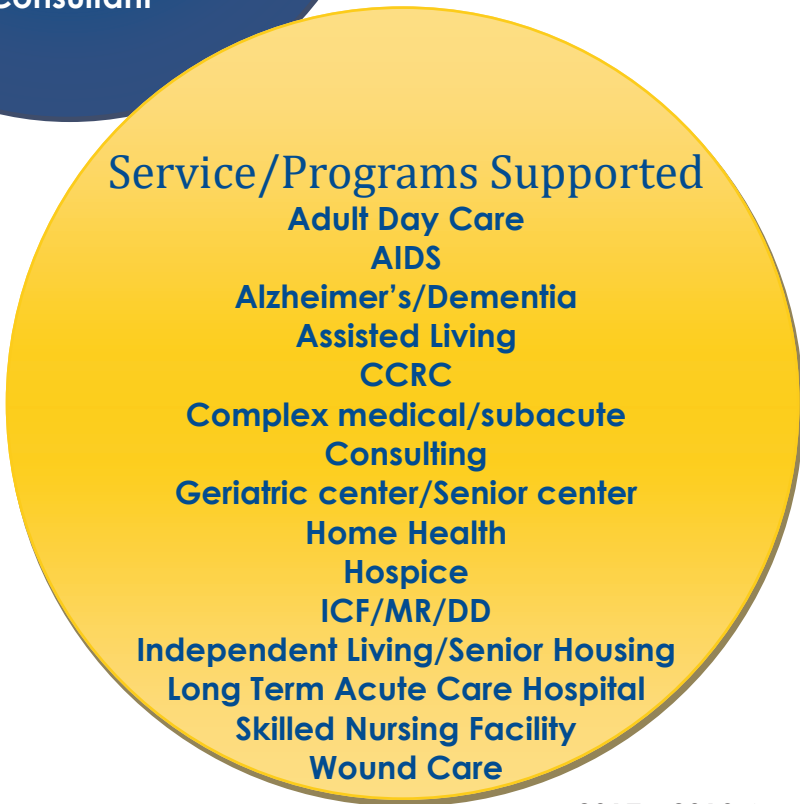 Consultant
Service/Programs Supported
Adult Day Care
AIDS
Alzheimer’s/Dementia
Assisted Living
CCRC
Complex medical/subacute
Consulting
Geriatric center/Senior center
Home Health
Hospice
ICF/MR/DD
Independent Living/Senior Housing
Long Term Acute Care Hospital
Skilled Nursing Facility
Wound Care